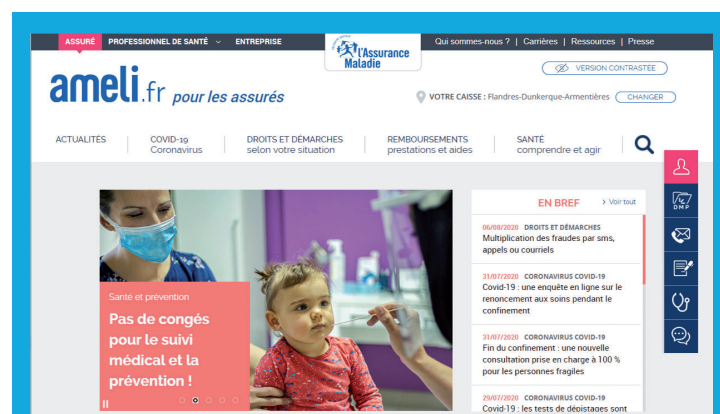 ASSURÉ PROFESSIONNEL DE SANTÉ ENTREPRISE
l'Assurance
Maladie
Qui sommes-nous ? | Carrières | Ressources | Presse
VERSION CONTRASTÉE
ameli.fr pour les assurés
VOTRE CAISSE : Flandres-Dunkerque-Armentières CHANGER
ACTUALITÉS
COVID-19
Coronavirus
DROITS ET DÉMARCHES
selon votre situation
REMBOURSEMENTS
prestations et aides
SANTÉ
comprendre et agir
DMP
Santé et prévention
Pas de congés
pour le suivi
médical et la
prévention !
EN BREF > Voir tout
06/08/2020 DROITS ET DÉMARCHES
Multiplication des fraudes par sms,
appels ou courriels
31/07/2020 CORONAVIRUS COVID-19
Covid-19 : une enquête en ligne sur le
renoncement aux soins pendant le
confinement
31/07/2020 CORONAVIRUS COVID-19
Fin du confinement : une nouvelle
consultation prise en charge à 100 %
pour les personnes fragiles
29/07/2020 CORONAVIRUS COVID-19
Covid-19 : les tests de dépistages sont